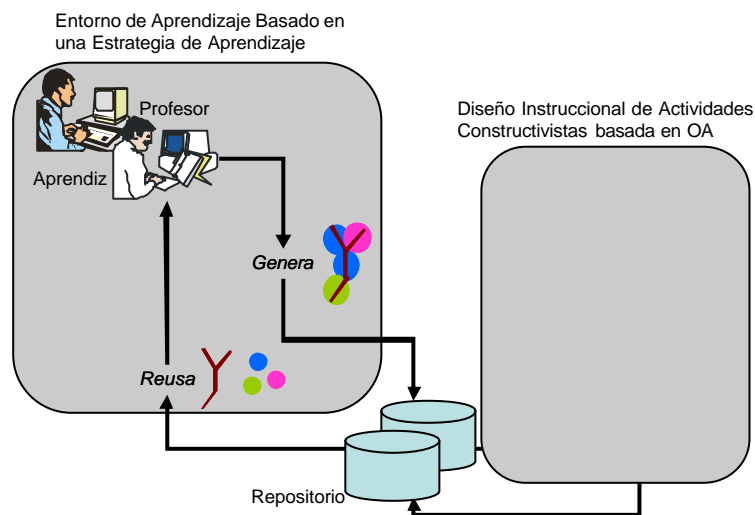 Entorno de Aprendizaje Basado en
una Estrategia de Aprendizaje
Profesor
Aprendiz
Genera
Reusa
Repositorio
Diseño Instruccional de Actividades
Constructivistas basada en OA